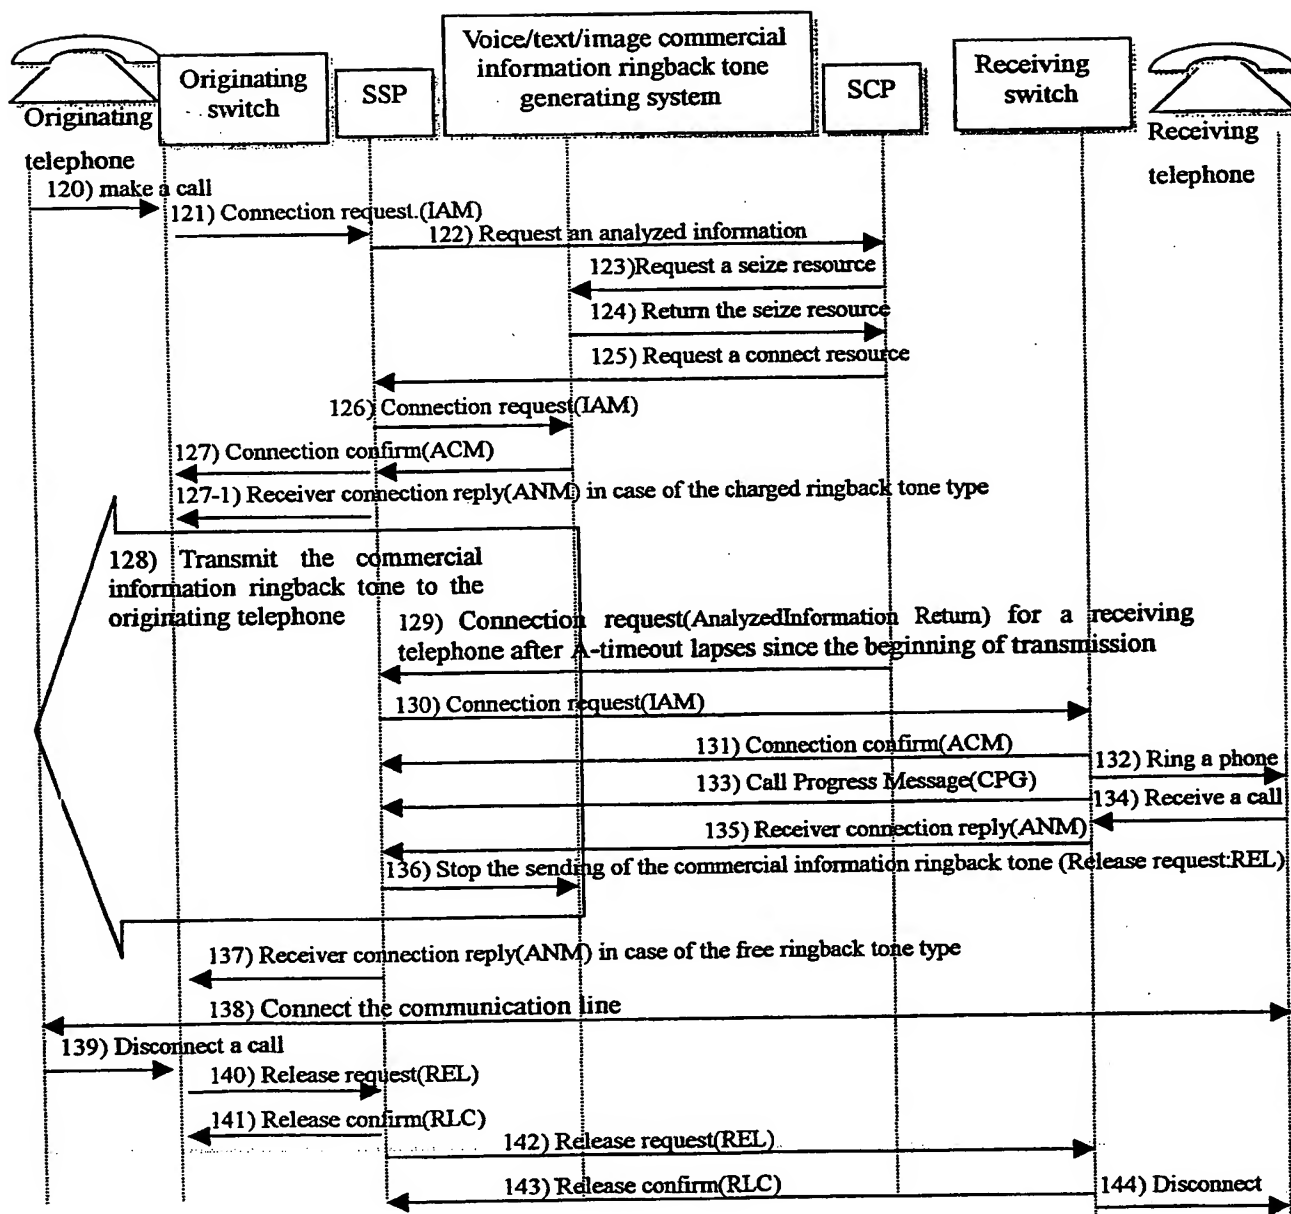 Originating
telephone
Originating
switch
SSP
Voice/text/image commercial
information ringback tone
generating system
SCP
Receiving
switch
Receiving
telephone
120) make a call
121) Connection request.(IAM)
122) Request an analyzed information
123)Request a seize resource
124) Return the seize resource
125) Request a connect resource
126) Connection request(IAM)
127) Connection confirm(ACM)
127-1) Receiver connection reply(ANM) in case of the charged ringback tone type
128) Transmit the commercial
information ringback tone to the
originating telephone
129) Connection request(AnalyzedInformation Return) for a receiving
telephone after A-timeout lapses since the beginning of transmission
130) Connection request(IAM)
131) Connection confirm(ACM)
132) Ring a phone
133) Call Progress Message(CPG)
134) Receive a call
135) Receiver connection reply(ANM)
136) Stop the sending of the commercial information ringback tone (Release request:REL)
137) Receiver connection reply(ANM) in case of the free ringback tone type
138) Connect the communication line
139) Disconnect a call
140) Release request(REL)
141) Release confirm(RLC)
142) Release request(REL)
143) Release confirm(RLC)
144) Disconnect